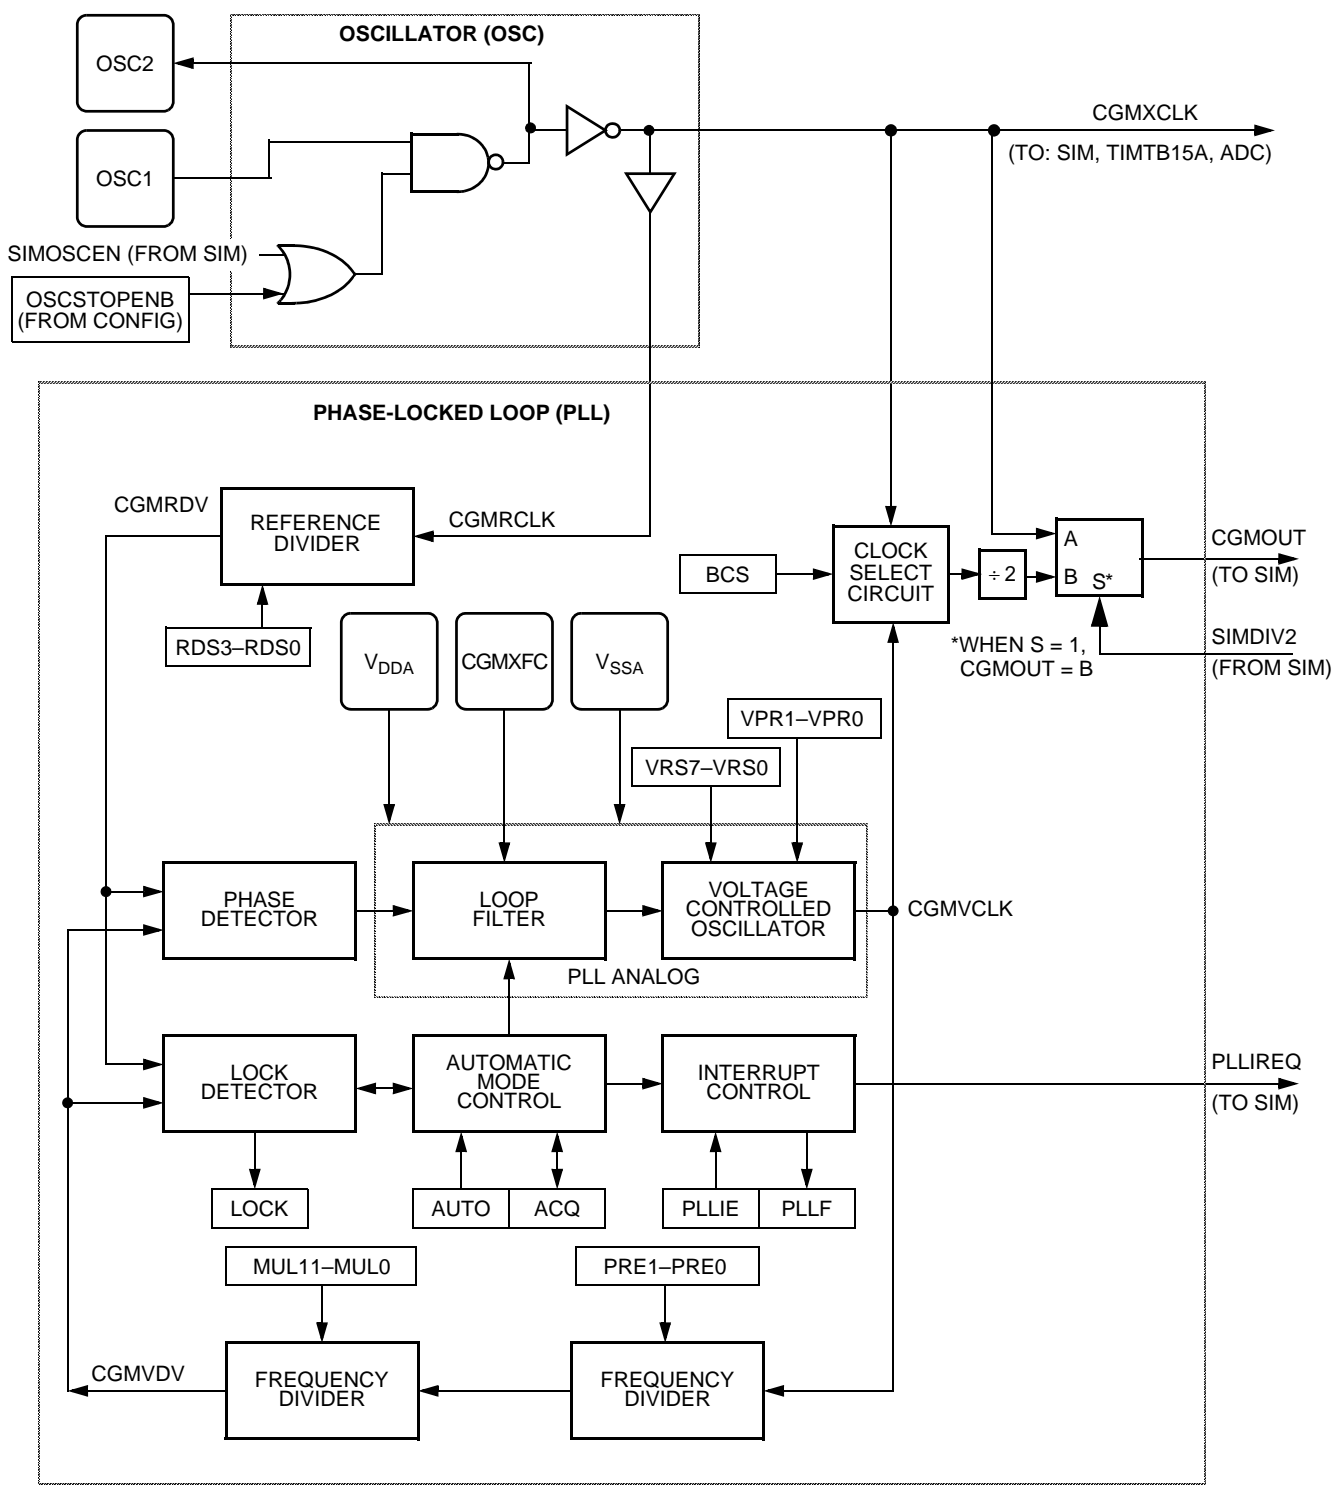 OSCILLATOR (OSC)
OSC2
CGMXCLK
(TO: SIM, TIMTB15A, ADC)
OSC1
SIMOSCEN (FROM SIM)
OSCSTOPENB
(FROM CONFIG)
PHASE-LOCKED LOOP (PLL)
CGMRDV
REFERENCE
DIVIDER
CGMRCLK
RDS3–RDS0
BCS
CLOCK
SELECT
CIRCUIT
÷ 2
A
B
S*
CGMOUT
(TO SIM)
*WHEN S = 1,
CGMOUT = B
SIMDIV2
(FROM SIM)
VDDA
CGMXFC
VSSA
VPR1–VPR0
VRS7–VRS0
PHASE
DETECTOR
LOOP
FILTER
VOLTAGE
CONTROLLED
OSCILLATOR
CGMVCLK
PLL ANALOG
LOCK
DETECTOR
AUTOMATIC
MODE
CONTROL
INTERRUPT
CONTROL
PLLIREQ
(TO SIM)
LOCK
AUTO
ACQ
PLLIE
PLLF
MUL11–MUL0
PRE1–PRE0
CGMVDV
FREQUENCY
DIVIDER
FREQUENCY
DIVIDER